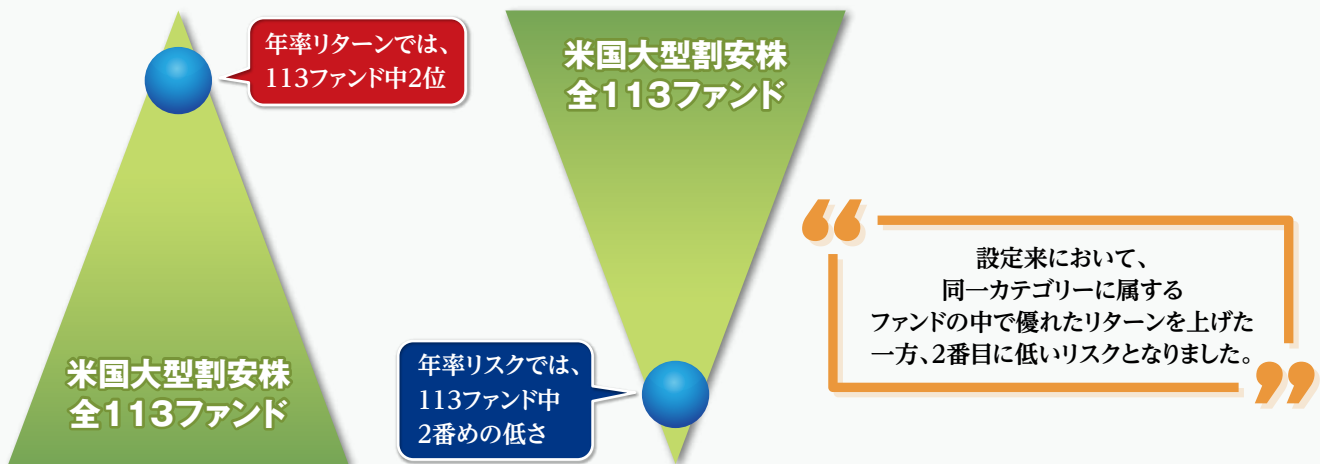 年率リターンでは、
113ファンド中2位
米国大型割安株
全113ファンド
米国大型割安株
全113ファンド
年率リスクでは、
113ファンド中
2番めの低さ
“
設定来において、
同一カテゴリーに属する
ファンドの中で優れたリターンを上げた
一方、2番目に低いリスクとなりました。
”